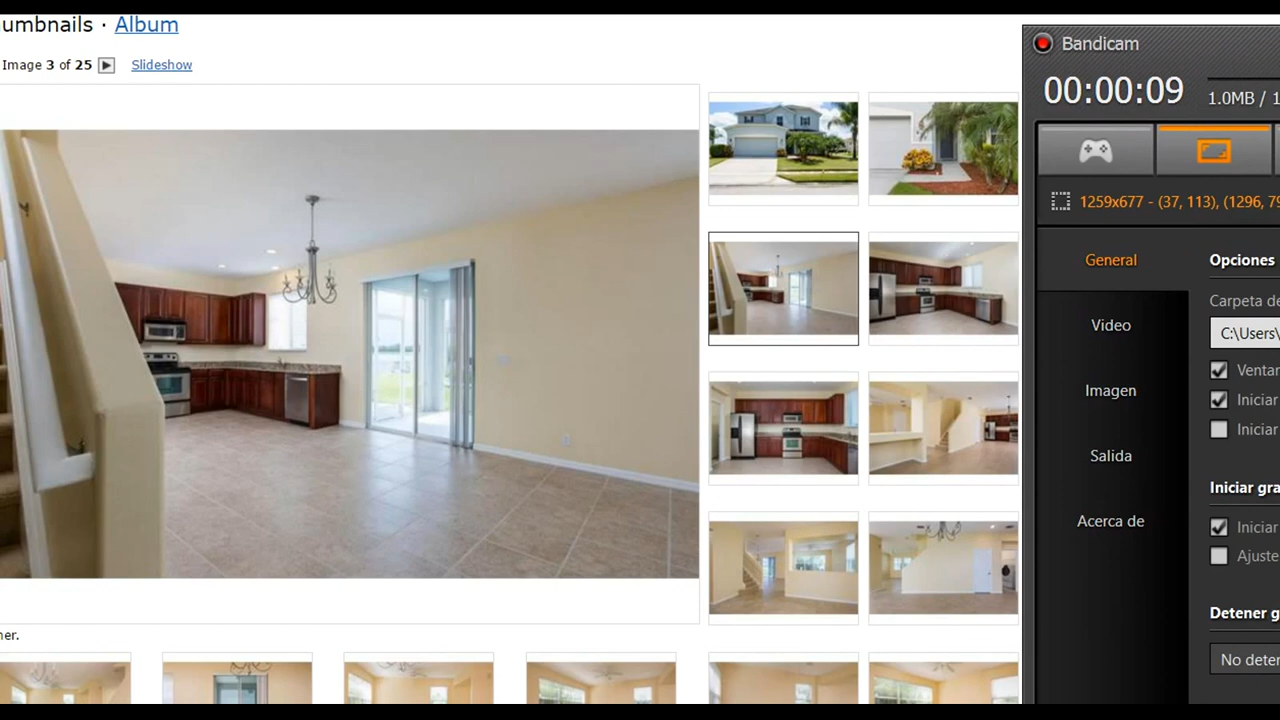 umbnails · Album
Image 3 of 25 Slideshow
ner.
Bandicam
00:00:09
1.0MB / 1
1259x677 - (37, 113), (1296, 79
General
Video
Imagen
Salida
Acerca de
Opciones
Carpeta de
C:\Users\
Ventan
Iniciar
Iniciar
Iniciar gra
Iniciar
Ajuste
Detener g
No deten